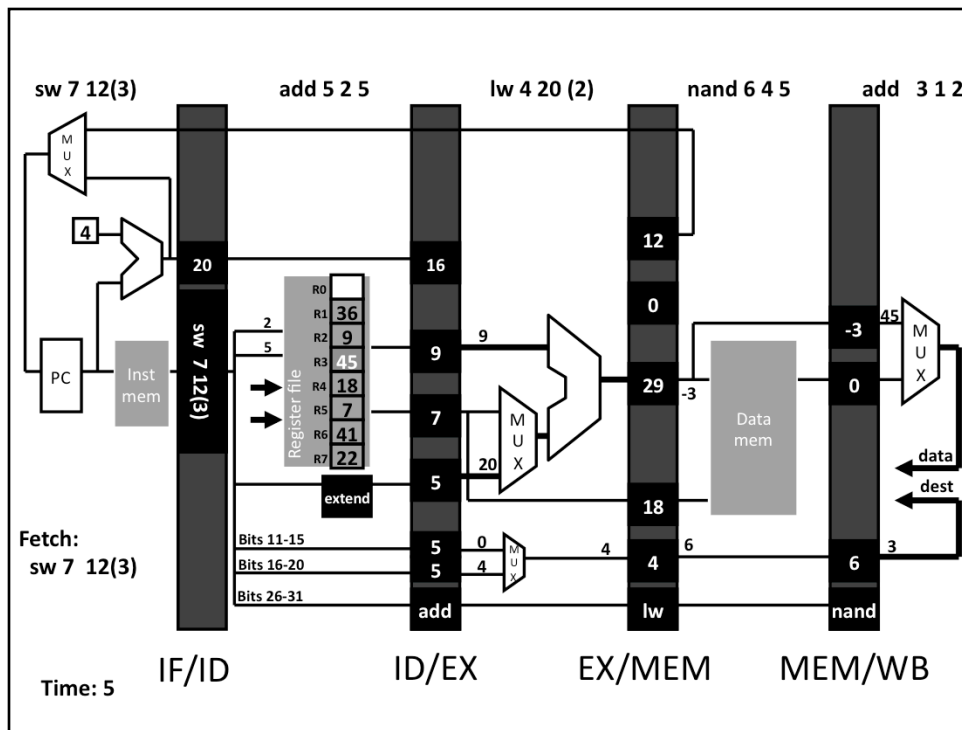 sw 7 12(3)
add 5 2 5
lw 4 20 (2)
nand 6 4 5
add 3 1 2
M
U
X
4
12
20
16
0
R0
R1 36
R2 9
R3 45
R4 18
R5 7
R6 41
R7 22
Register file
2
5
sw 7 12(3)
PC
Inst
mem
9
9
7
M
U
X
20
5
extend
29
-3
Data
mem
18
-3
45
0
M
U
X
data
dest
Fetch:
sw 7 12(3)
Bits 11-15
5
0
Bits 16-20
5
4
M
U
X
4
4
6
6
3
Bits 26-31
add
lw
nand
IF/ID
ID/EX
EX/MEM
MEM/WB
Time: 5